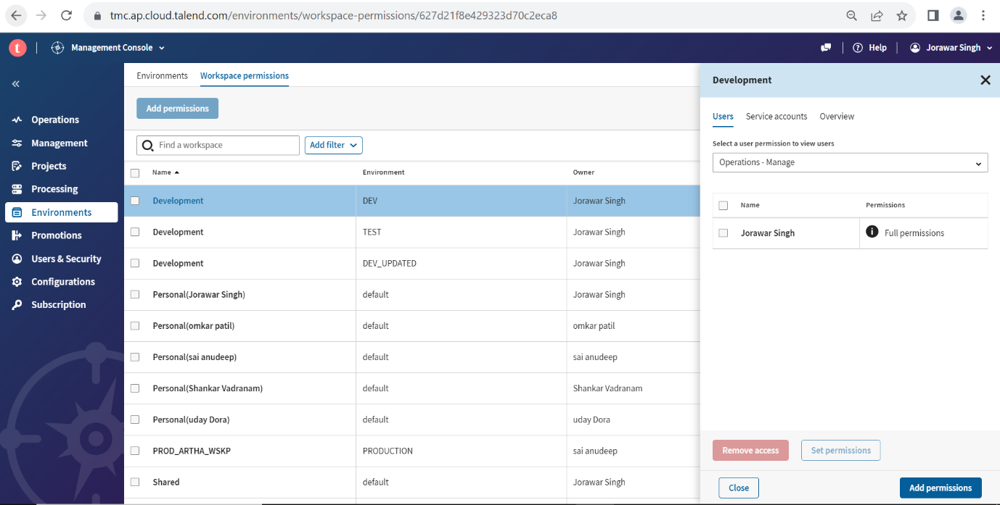 tmc.ap.cloud.talend.com/environments/workspace-permissions/627d21f8e429323d70c2eca8
t
Management Console
Help
Jorawar Singh
Operations
Management
Projects
Processing
Environments
Promotions
Users & Security
Configurations
Subscription
Environments Workspace permissions
Add permissions
Find a workspace
Add filter
Name Environment Owner
Development DEV Jorawar Singh
Development TEST Jorawar Singh
Development DEV_UPDATED Jorawar Singh
Personal(Jorawar Singh) default Jorawar Singh
Personal(omkar patil) default omkar patil
Personal(sai anudeep) default sai anudeep
Personal(Shankar Vadranam) default Shankar Vadranam
Personal(uday Dora) default uday Dora
PROD_ARTHA_WSKP PRODUCTION sai anudeep
Shared default Jorawar Singh
Development
Users Service accounts Overview
Select a user permission to view users
Operations - Manage
Name Permissions
Jorawar Singh Full permissions
Remove access Set permissions
Close Add permissions